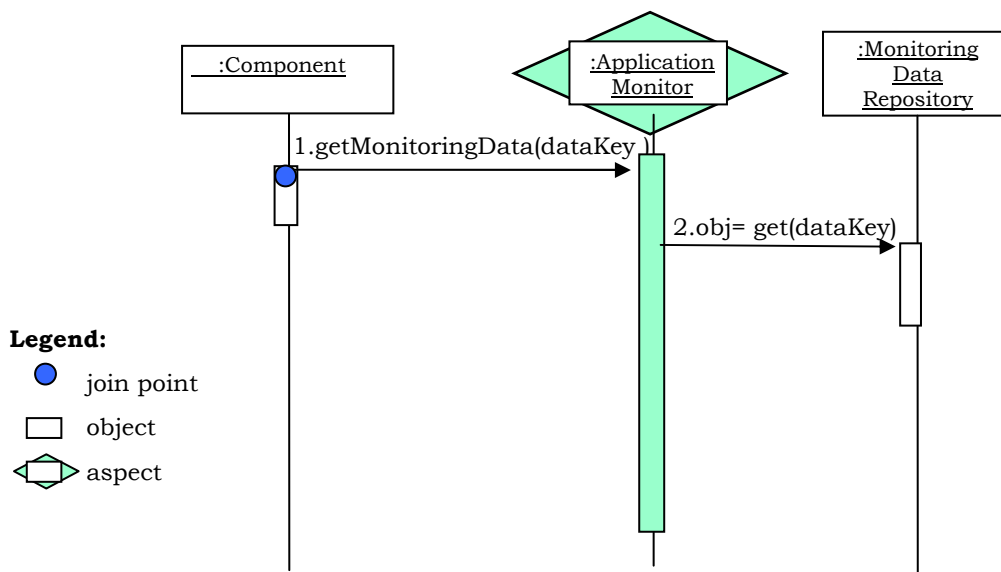 :Component
:Application
Monitor
:Monitoring
Data
Repository
1.getMonitoringData(dataKey )
2.obj= get(dataKey)
Legend:
join point
object
aspect